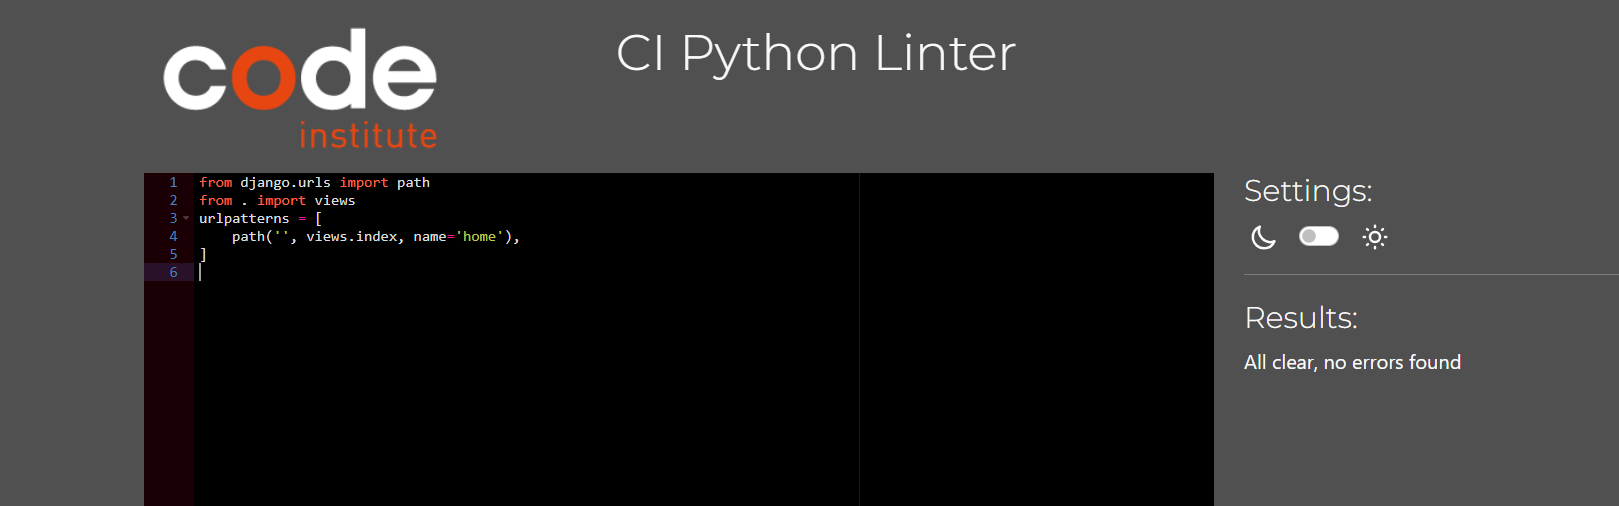 code
institute
CI Python Linter
1 from django.urls import path
2 from . import views
3 urlpatterns = [
4     path('', views.index, name='home'),
5 ]
6
Settings:
Results:
All clear, no errors found